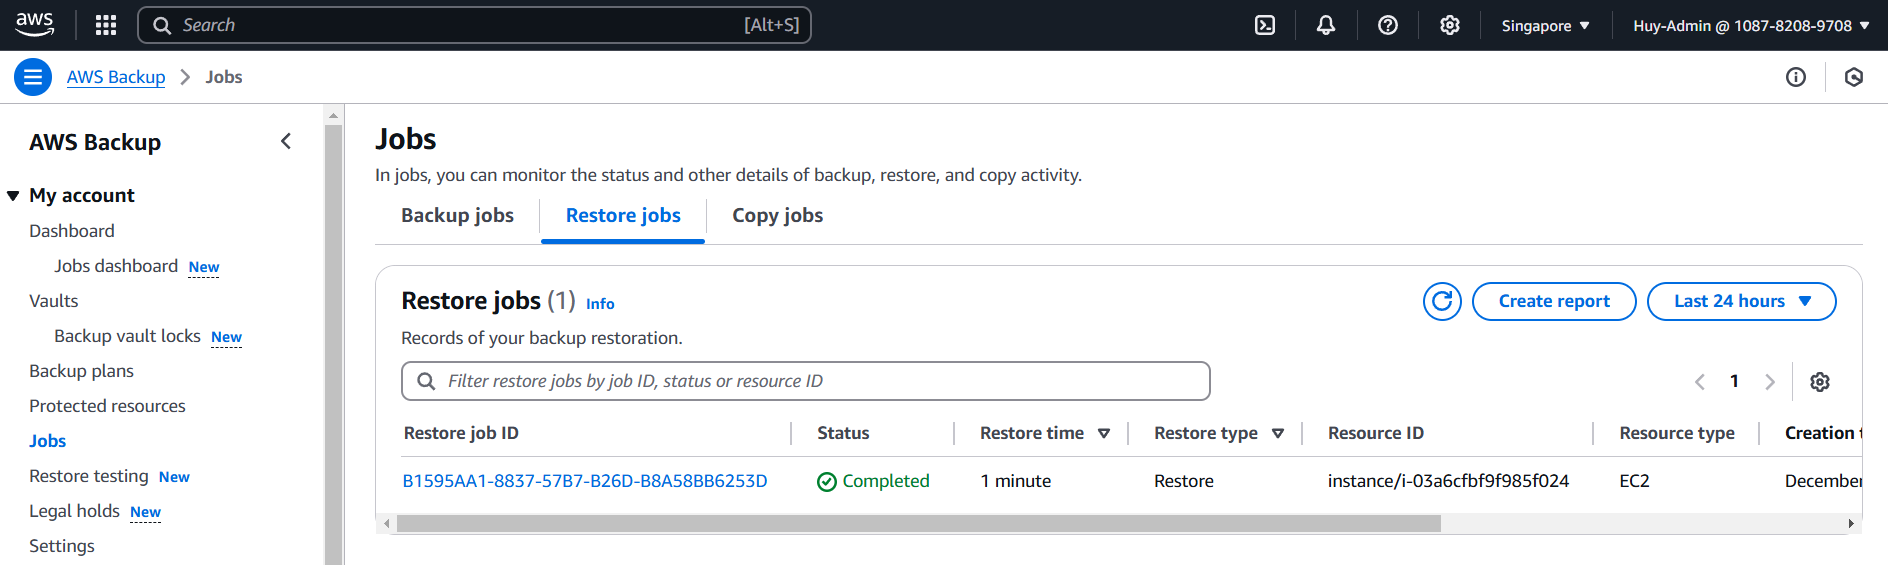 aws
Search [Alt+S]
Singapore
Huy-Admin @ 1087-8208-9708
AWS Backup
Jobs
AWS Backup
My account
Dashboard
Jobs dashboard New
Vaults
Backup vault locks New
Backup plans
Protected resources
Jobs
Restore testing New
Legal holds New
Settings
Jobs
In jobs, you can monitor the status and other details of backup, restore, and copy activity.
Backup jobs Restore jobs Copy jobs
Restore jobs (1) Info
Create report
Last 24 hours
Records of your backup restoration.
Filter restore jobs by job ID, status or resource ID
1
Restore job ID Status Restore time Restore type Resource ID Resource type Creation t
B1595AA1-8837-57B7-B26D-B8A58BB6253D Completed 1 minute Restore instance/i-03a6cfbf9f985f024 EC2 December